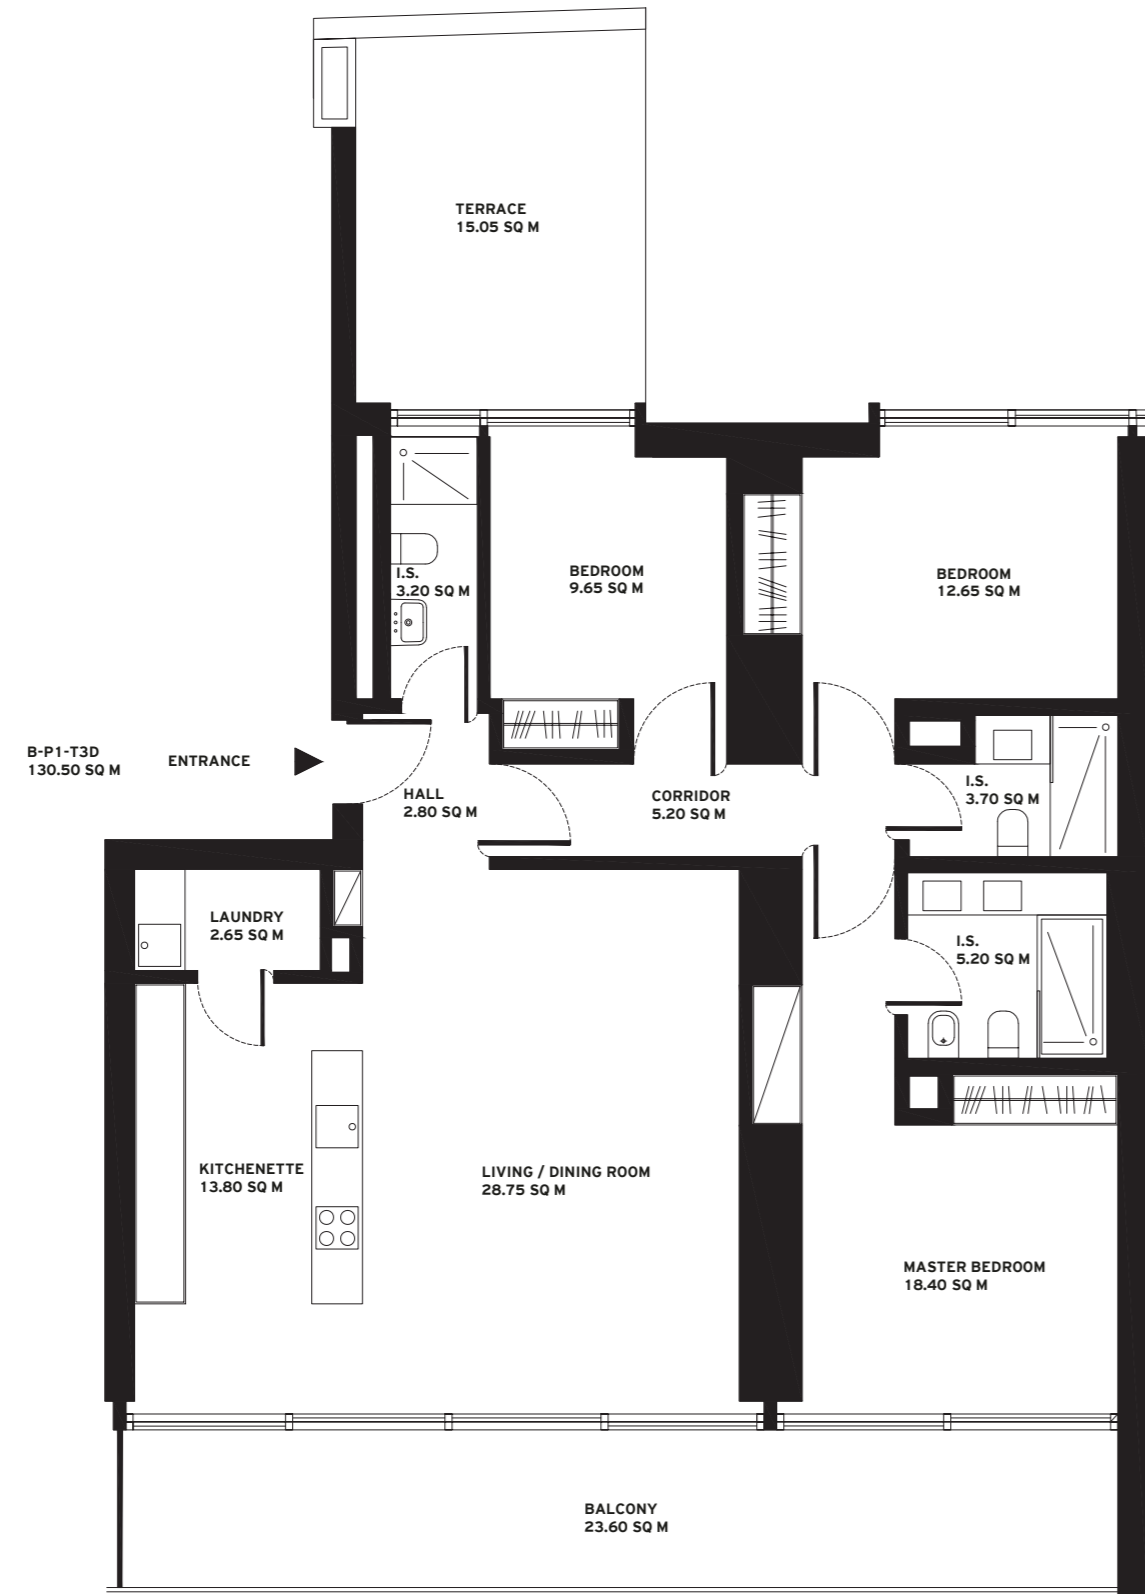 TERRACE
15.05 SQ M
BEDROOM
9.65 SQ M
BEDROOM
12.65 SQ M
I.S.
3.20 SQ M
B-P1-T3D
130.50 SQ M
ENTRANCE
HALL
2.80 SQ M
CORRIDOR
5.20 SQ M
I.S.
3.70 SQ M
LAUNDRY
2.65 SQ M
I.S.
5.20 SQ M
KITCHENETTE
13.80 SQ M
LIVING / DINING ROOM
28.75 SQ M
MASTER BEDROOM
18.40 SQ M
BALCONY
23.60 SQ M